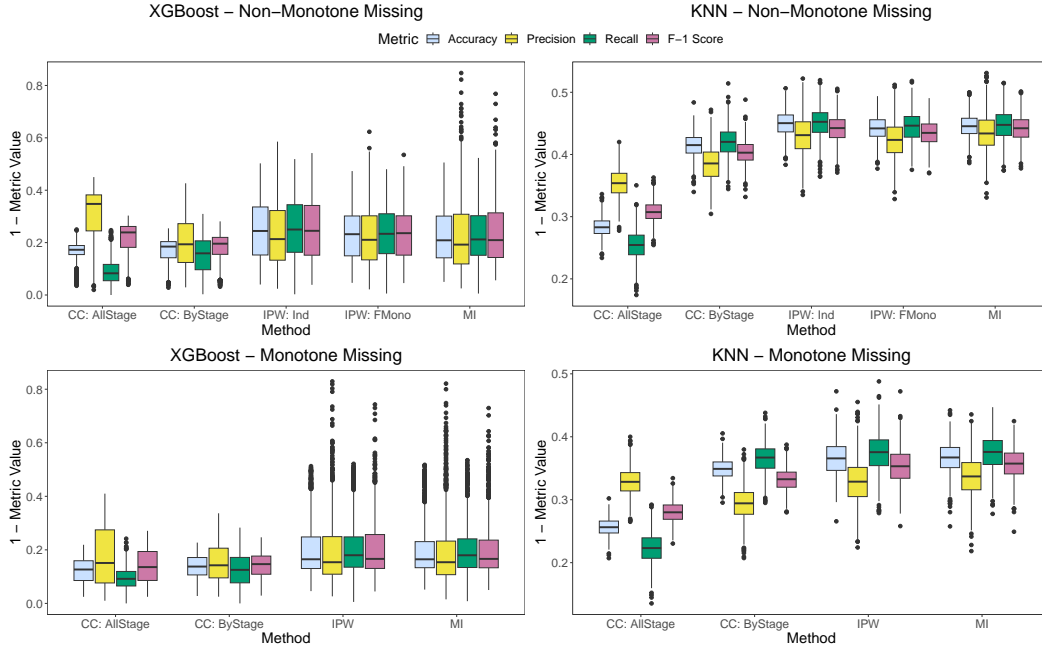 XGBoost − Non−Monotone Missing
KNN − Non−Monotone Missing
Metric Accuracy Precision Recall F−1 Score
1 − Metric Value
0.8
0.6
0.4
0.2
0.0
CC: AllStage CC: ByStage IPW: Ind IPW: FMono MI
Method
1 − Metric Value
0.5
0.4
0.3
0.2
CC: AllStage CC: ByStage IPW: Ind IPW: FMono MI
Method
XGBoost − Monotone Missing
KNN − Monotone Missing
1 − Metric Value
0.8
0.6
0.4
0.2
0.0
CC: AllStage CC: ByStage IPW MI
Method
1 − Metric Value
0.5
0.4
0.3
0.2
CC: AllStage CC: ByStage IPW MI
Method